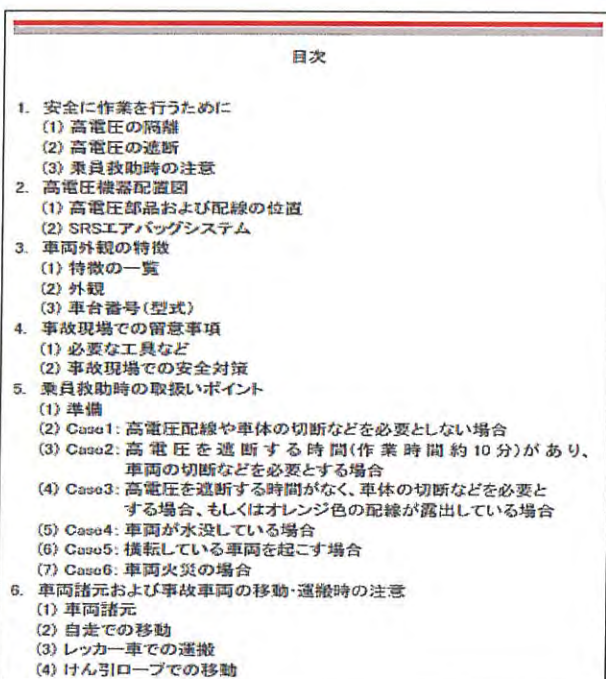 目次
1. 安全に作業を行うために
(1) 高電圧の隔離
(2) 高電圧の遮断
(3) 乗員救助時の注意
2. 高電圧機器配置図
(1) 高電圧部品および配線の位置
(2) SRSエアバッグシステム
3. 車両外観の特徴
(1) 特徴の一覧
(2) 外観
(3) 車台番号(型式)
4. 事故現場での留意事項
(1) 必要な工具など
(2) 事故現場での安全対策
5. 乗員救助時の取扱いポイント
(1) 準備
(2) Case1: 高電圧配線や車体の切断などを必要としない場合
(3) Case2: 高電圧を遮断する時間(作業時間約10分)があり、
車両の切断などを必要とする場合
(4) Case3: 高電圧を遮断する時間がなく、車体の切断などを必要と
する場合、もしくはオレンジ色の配線が露出している場合
(5) Case4: 車両が水没している場合
(6) Case5: 横転している車両を起こす場合
(7) Case6: 車両火災の場合
6. 車両諸元および事故車両の移動・運搬時の注意
(1) 車両諸元
(2) 自走での移動
(3) レッカー車での運搬
(4) けん引ロープでの移動